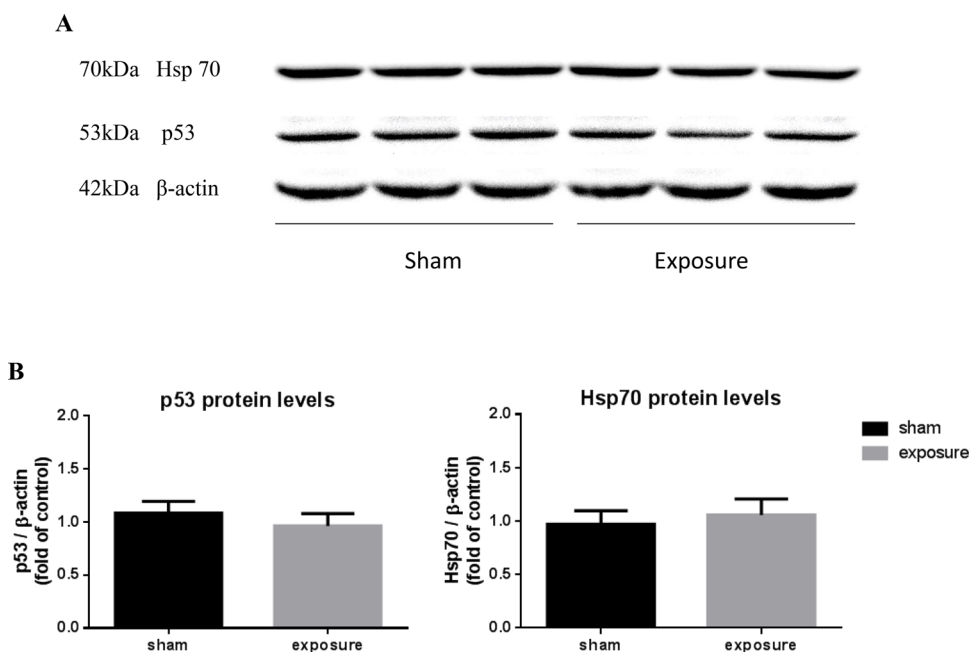 A
70kDa Hsp 70
53kDa p53
42kDa β-actin
Sham Exposure
B
p53 protein levels
p53 / β-actin
(fold of control)
2.0
1.5
1.0
0.5
0.0
sham exposure
Hsp70 protein levels
Hsp70 / β-actin
(fold of control)
2.0
1.5
1.0
0.5
0.0
sham exposure
sham
exposure